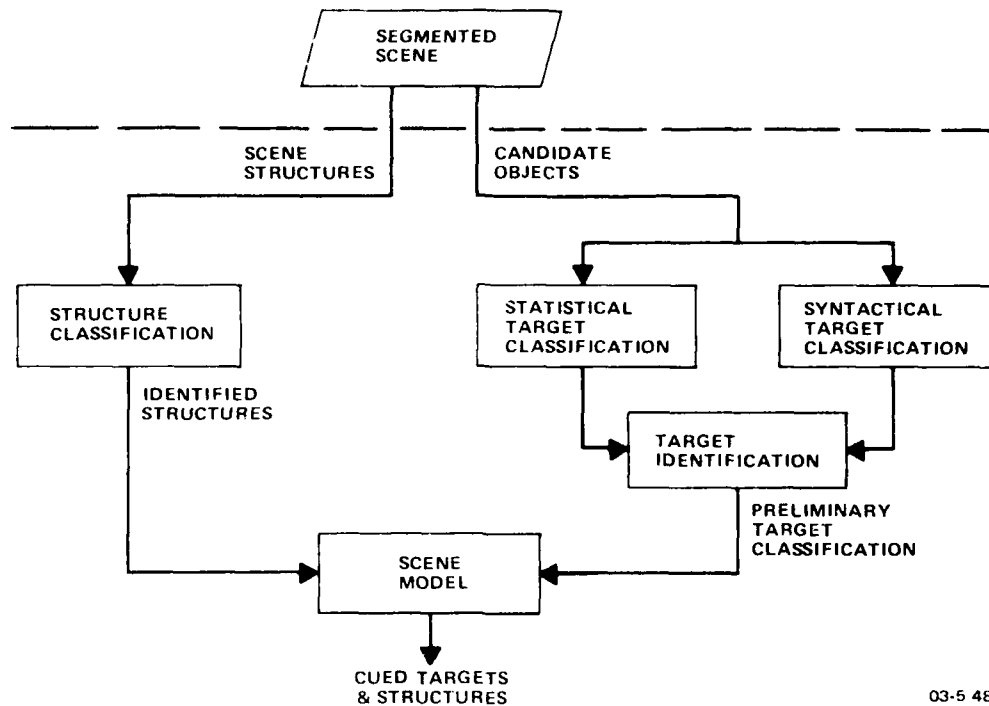 SEGMENTED
SCENE
SCENE
STRUCTURES
CANDIDATE
OBJECTS
STRUCTURE
CLASSIFICATION
STATISTICAL
TARGET
CLASSIFICATION
SYNTACTICAL
TARGET
CLASSIFICATION
IDENTIFIED
STRUCTURES
TARGET
IDENTIFICATION
PRELIMINARY
TARGET
CLASSIFICATION
SCENE
MODEL
CUED TARGETS
& STRUCTURES
03-5 48